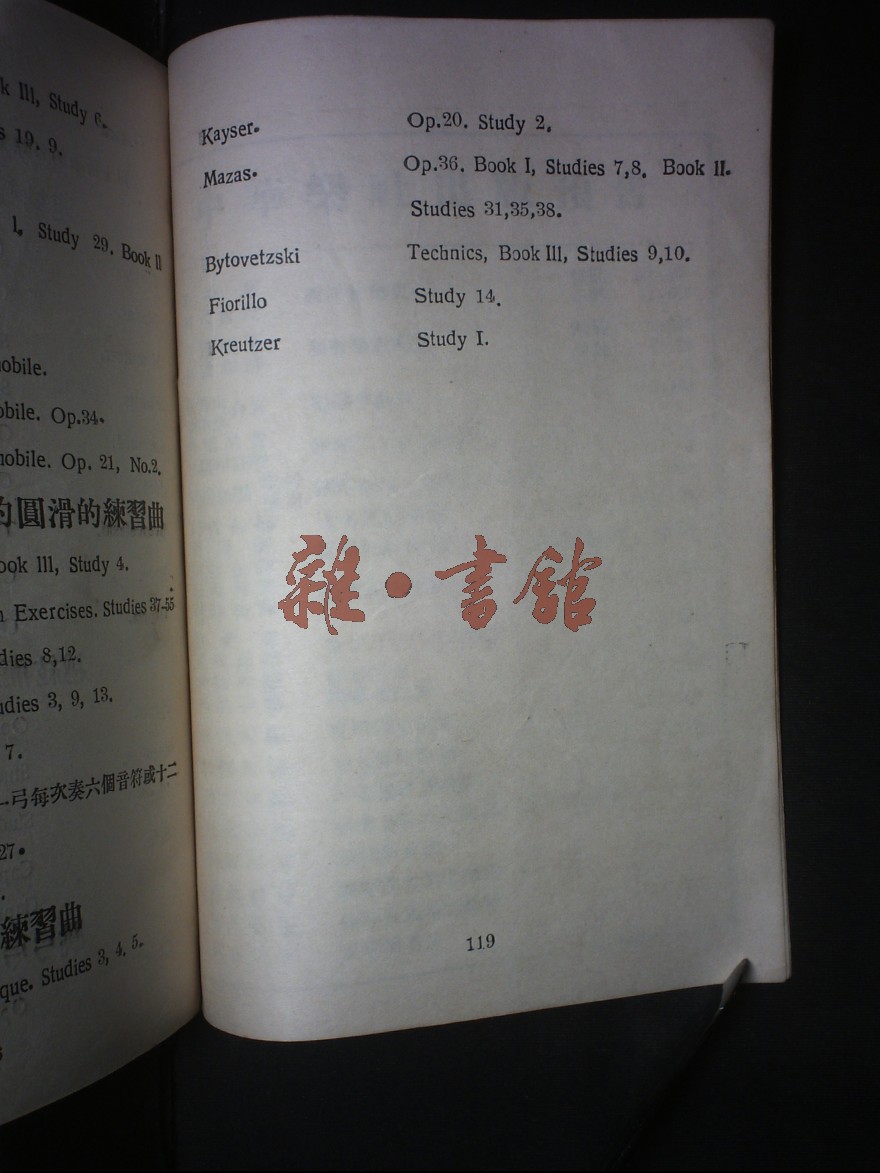 k III, Study 6.
s 19. 9.
I, Study 29. Book II
obile.
obile. Op.34.
nobile. Op. 21, No.2.
的圓滑的練習曲
ook III, Study 4.
n Exercises. Studies 37-55
dies 8,12.
udies 3, 9, 13.
7.
一弓每次奏六個音符或十二
27.
練習曲
que. Studies 3, 4, 5.
Kayser. Op.20. Study 2.
Mazas. Op.36. Book I, Studies 7,8. Book II.
Studies 31,35,38.
Bytovetzski Technics, Book III, Studies 9,10.
Fiorillo Study 14.
Kreutzer Study I.
雜·書館
119